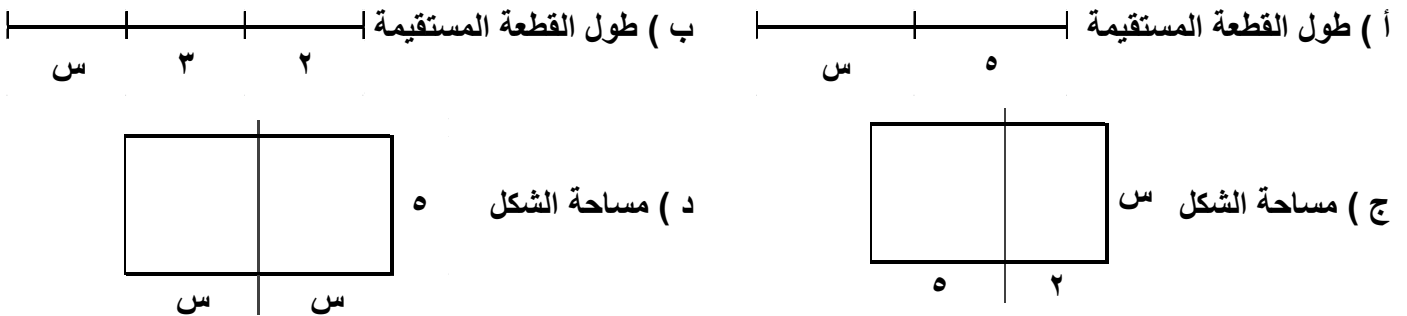 أ ) طول القطعة المستقيمة
٥ س
ب ) طول القطعة المستقيمة
٢ ٣ س
ج ) مساحة الشكل س
٢ ٥
د ) مساحة الشكل ٥
س س